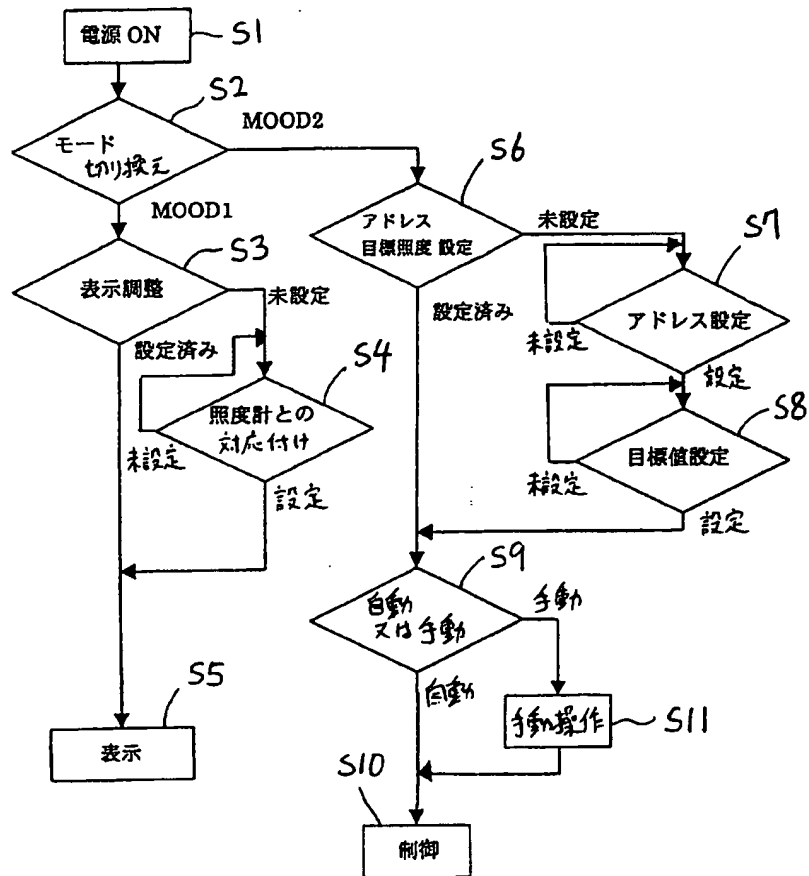 電源 ON
S1
S2
モード
切り換え
MOOD2
MOOD1
S6
アドレス
目標照度 設定
未設定
S3
表示調整
未設定
S7
アドレス設定
設定済み
設定済み
未設定
設定
S4
照度計との
対応付け
未設定
設定
S8
目標値設定
未設定
設定
S9
自動
又は手動
手動
自動
S5
表示
手動操作
S11
S10
制御